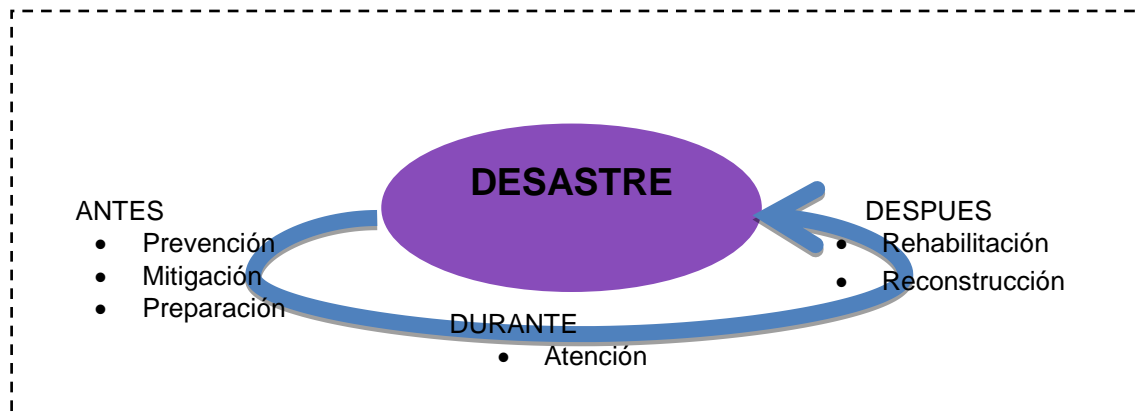 DESASTRE
ANTES
• Prevención
• Mitigación
• Preparación
DURANTE
• Atención
DESPUES
• Rehabilitación
• Reconstrucción